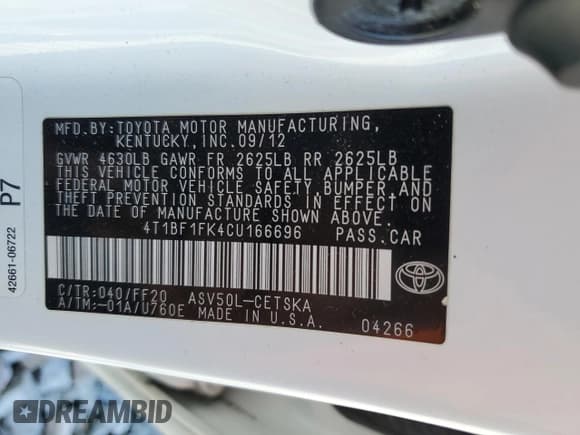 MFD.BY:TOYOTA MOTOR MANUFACTURING,
KENTUCKY,INC.09/12
GVWR 4630LB GAWR FR 2625LB RR 2625LB
THIS VEHICLE CONFORMS TO ALL APPLICABLE
FEDERAL MOTOR VEHICLE SAFETY,BUMPER,AND
THEFT PREVENTION STANDARDS IN EFFECT ON
THE DATE OF MANUFACTURE SHOWN ABOVE.
4T1BF1FK4CU166696 PASS.CAR
C/TR:040/FF20 ASV50L-CETSKA
A/TM:-01A/U760E MADE IN U.S.A.
04266
42661-06722
P7
DREAMBID